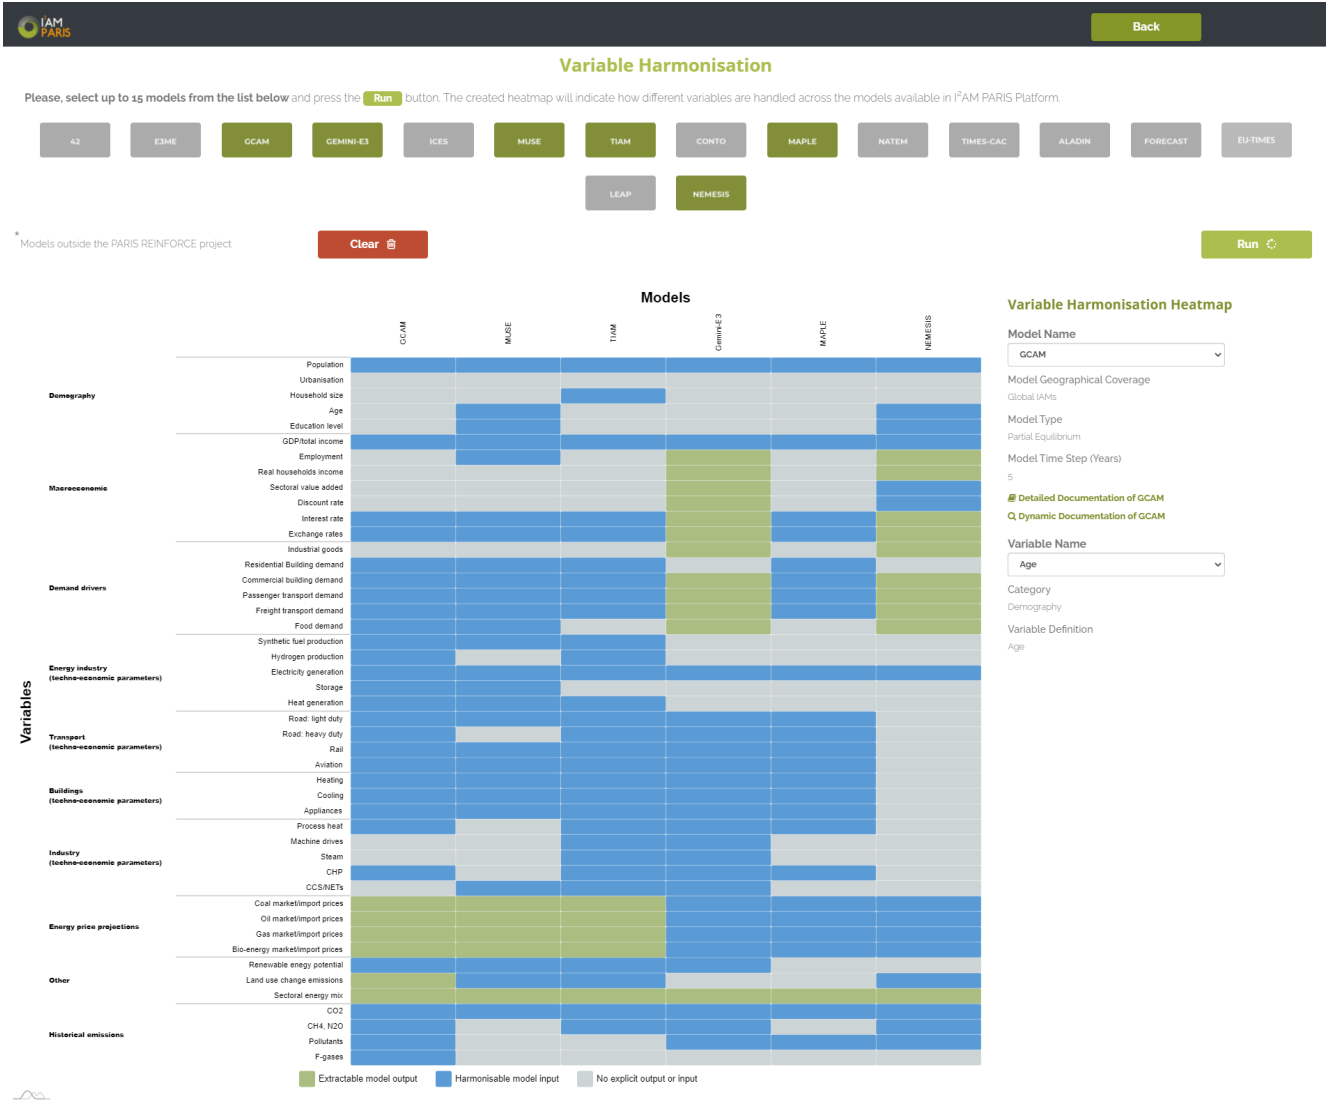 I²AM
PARIS
Back
Variable Harmonisation
Please, select up to 15 models from the list below and press the Run button. The created heatmap will indicate how different variables are handled across the models available in I²AM PARIS Platform.
42
E3ME
GCAM
GEMINI-E3
ICES
MUSE
TIAM
CONTO
MAPLE
NATEM
TIMES-CAC
ALADIN
FORECAST
EU-TIMES
LEAP
NEMESIS
*Models outside the PARIS REINFORCE project
Clear
Run
Models
GCAM
MUSE
TIAM
Gemini-E3
MAPLE
NEMESIS
Variables
Demography
Population
Urbanisation
Household size
Age
Education level
Macroeconomic
GDP/total income
Employment
Real households income
Sectoral value added
Discount rate
Interest rate
Exchange rates
Demand drivers
Industrial goods
Residential Building demand
Commercial building demand
Passenger transport demand
Freight transport demand
Food demand
Energy industry
(techno-economic parameters)
Synthetic fuel production
Hydrogen production
Electricity generation
Storage
Heat generation
Transport
(techno-economic parameters)
Road: light duty
Road: heavy duty
Rail
Aviation
Buildings
(techno-economic parameters)
Heating
Cooling
Appliances
Industry
(techno-economic parameters)
Process heat
Machine drives
Steam
CHP
CCS/NETs
Energy price projections
Coal market/import prices
Oil market/import prices
Gas market/import prices
Bio-energy market/import prices
Other
Renewable enegy potential
Land use change emissions
Sectoral energy mix
Historical emissions
CO2
CH4, N2O
Pollutants
F-gases
Extractable model output
Harmonisable model input
No explicit output or input
Variable Harmonisation Heatmap
Model Name
GCAM
Model Geographical Coverage
Global IAMs
Model Type
Partial Equilibrium
Model Time Step (Years)
5
Detailed Documentation of GCAM
Dynamic Documentation of GCAM
Variable Name
Age
Category
Demography
Variable Definition
Age